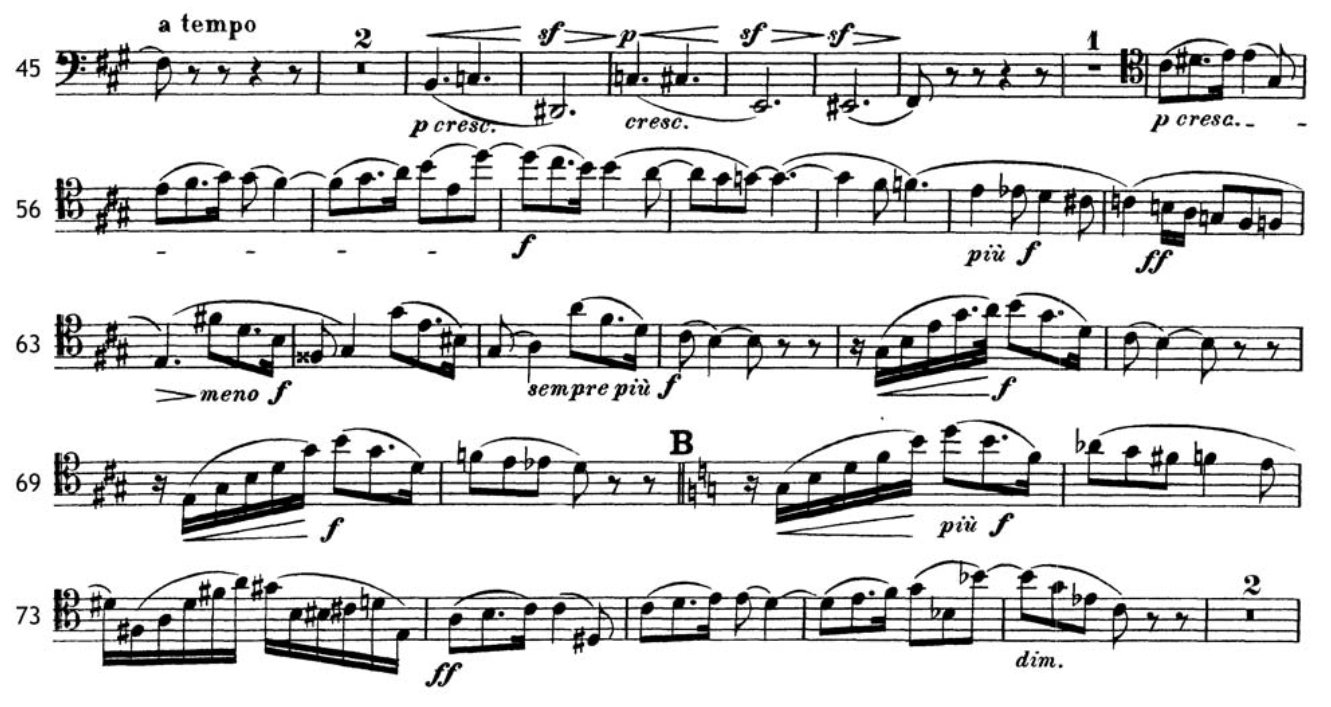 a tempo
45 2 sf p sf sf 1
p cresc. cresc. p cresc.
56
f più f ff
63
meno f sempre più f f
B
69
f più f
73 2
ff dim.